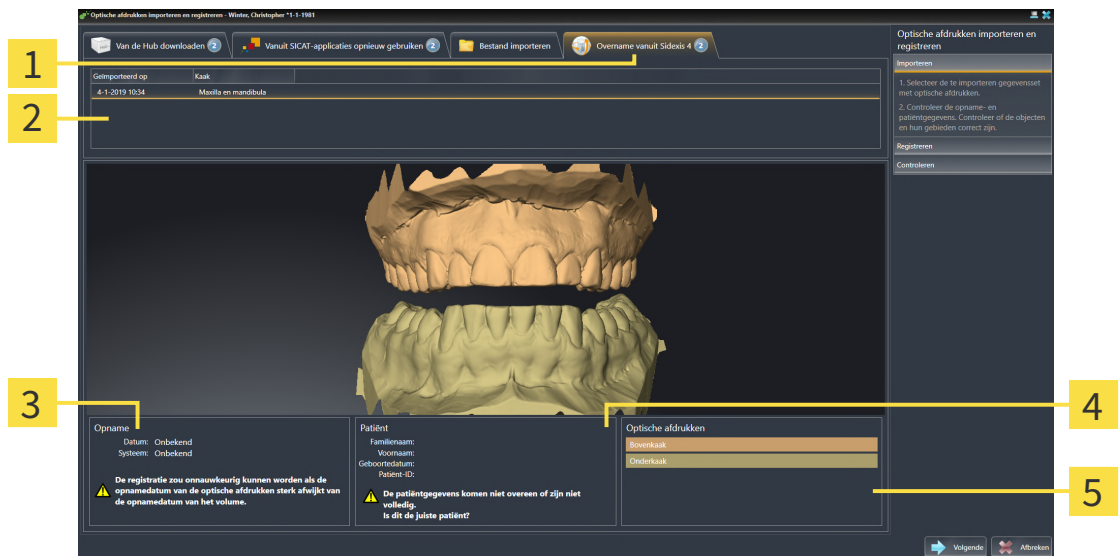 Optische afdrukken importeren en registreren - Winter, Christopher *1-1-1981
Van de Hub downloaden 2
Vanuit SICAT-applicaties opnieuw gebruiken 2
Bestand importeren
Overname vanuit Sidexis 4 2
1
Geïmporteerd op Kaak
4-1-2019 10:34 Maxilla en mandibula
2
Optische afdrukken importeren en
registreren
Importeren
1. Selecteer de te importeren gegevensset
met optische afdrukken.
2. Controleer de opname- en
patiëntgegevens. Controleer of de objecten
en hun gebieden correct zijn.
Registreren
Controleren
3
Opname
Datum: Onbekend
Systeem: Onbekend
De registratie zou onnauwkeurig kunnen worden als de
opnamedatum van de optische afdrukken sterk afwijkt van
de opnamedatum van het volume.
Patiënt
Familienaam:
Voornaam:
Geboortedatum:
Patiënt-ID:
De patiëntgegevens komen niet overeen of zijn niet
volledig.
Is dit de juiste patiënt?
4
Optische afdrukken
Bovenkaak
Onderkaak
5
Volgende
Afbreken